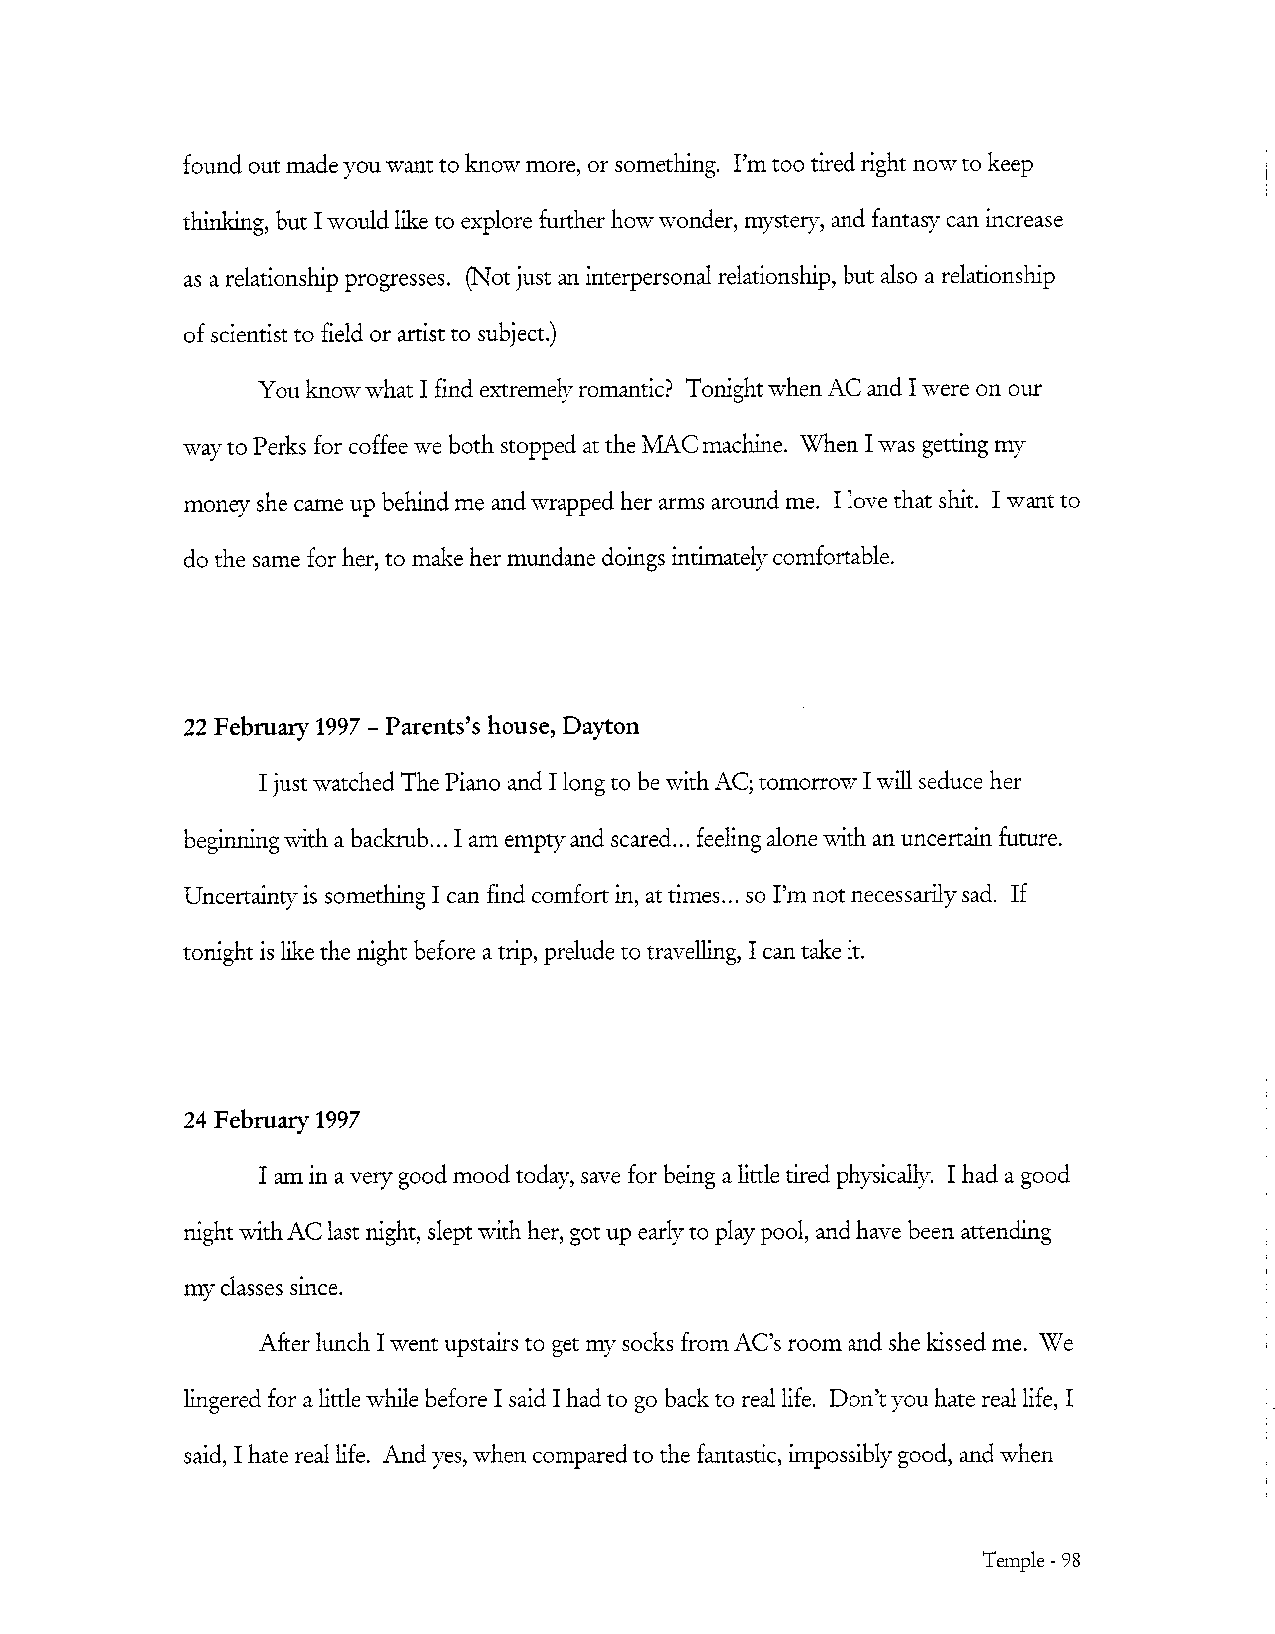 found out made you want to know more, or something. I'm too tired right now to keep
thinking, but I would like to explore further how wonder, mystery, and fantasy can increase
as a relationship progresses. (Not just an interpersonal relationship, but also a relationship
of scientist to field or artist to subject.)
You know what I find extremely romantic? Tonight when AC and I were on our
way to Perks for coffee we both stopped at the MAC machine. When I was getting my
money she came up behind me and wrapped her arms around me. I love that shit. I want to
do the same for her, to make her mundane doings intimately comfortable.
22 February 1997 – Parents's house, Dayton
I just watched The Piano and I long to be with AC; tomorrow I will seduce her
beginning with a backrub... I am empty and scared... feeling alone with an uncertain future.
Uncertainty is something I can find comfort in, at times... so I'm not necessarily sad. If
tonight is like the night before a trip, prelude to travelling, I can take it.
24 February 1997
I am in a very good mood today, save for being a little tired physically. I had a good
night with AC last night, slept with her, got up early to play pool, and have been attending
my classes since.
After lunch I went upstairs to get my socks from AC's room and she kissed me. We
lingered for a little while before I said I had to go back to real life. Don't you hate real life, I
said, I hate real life. And yes, when compared to the fantastic, impossibly good, and when
Temple - 98